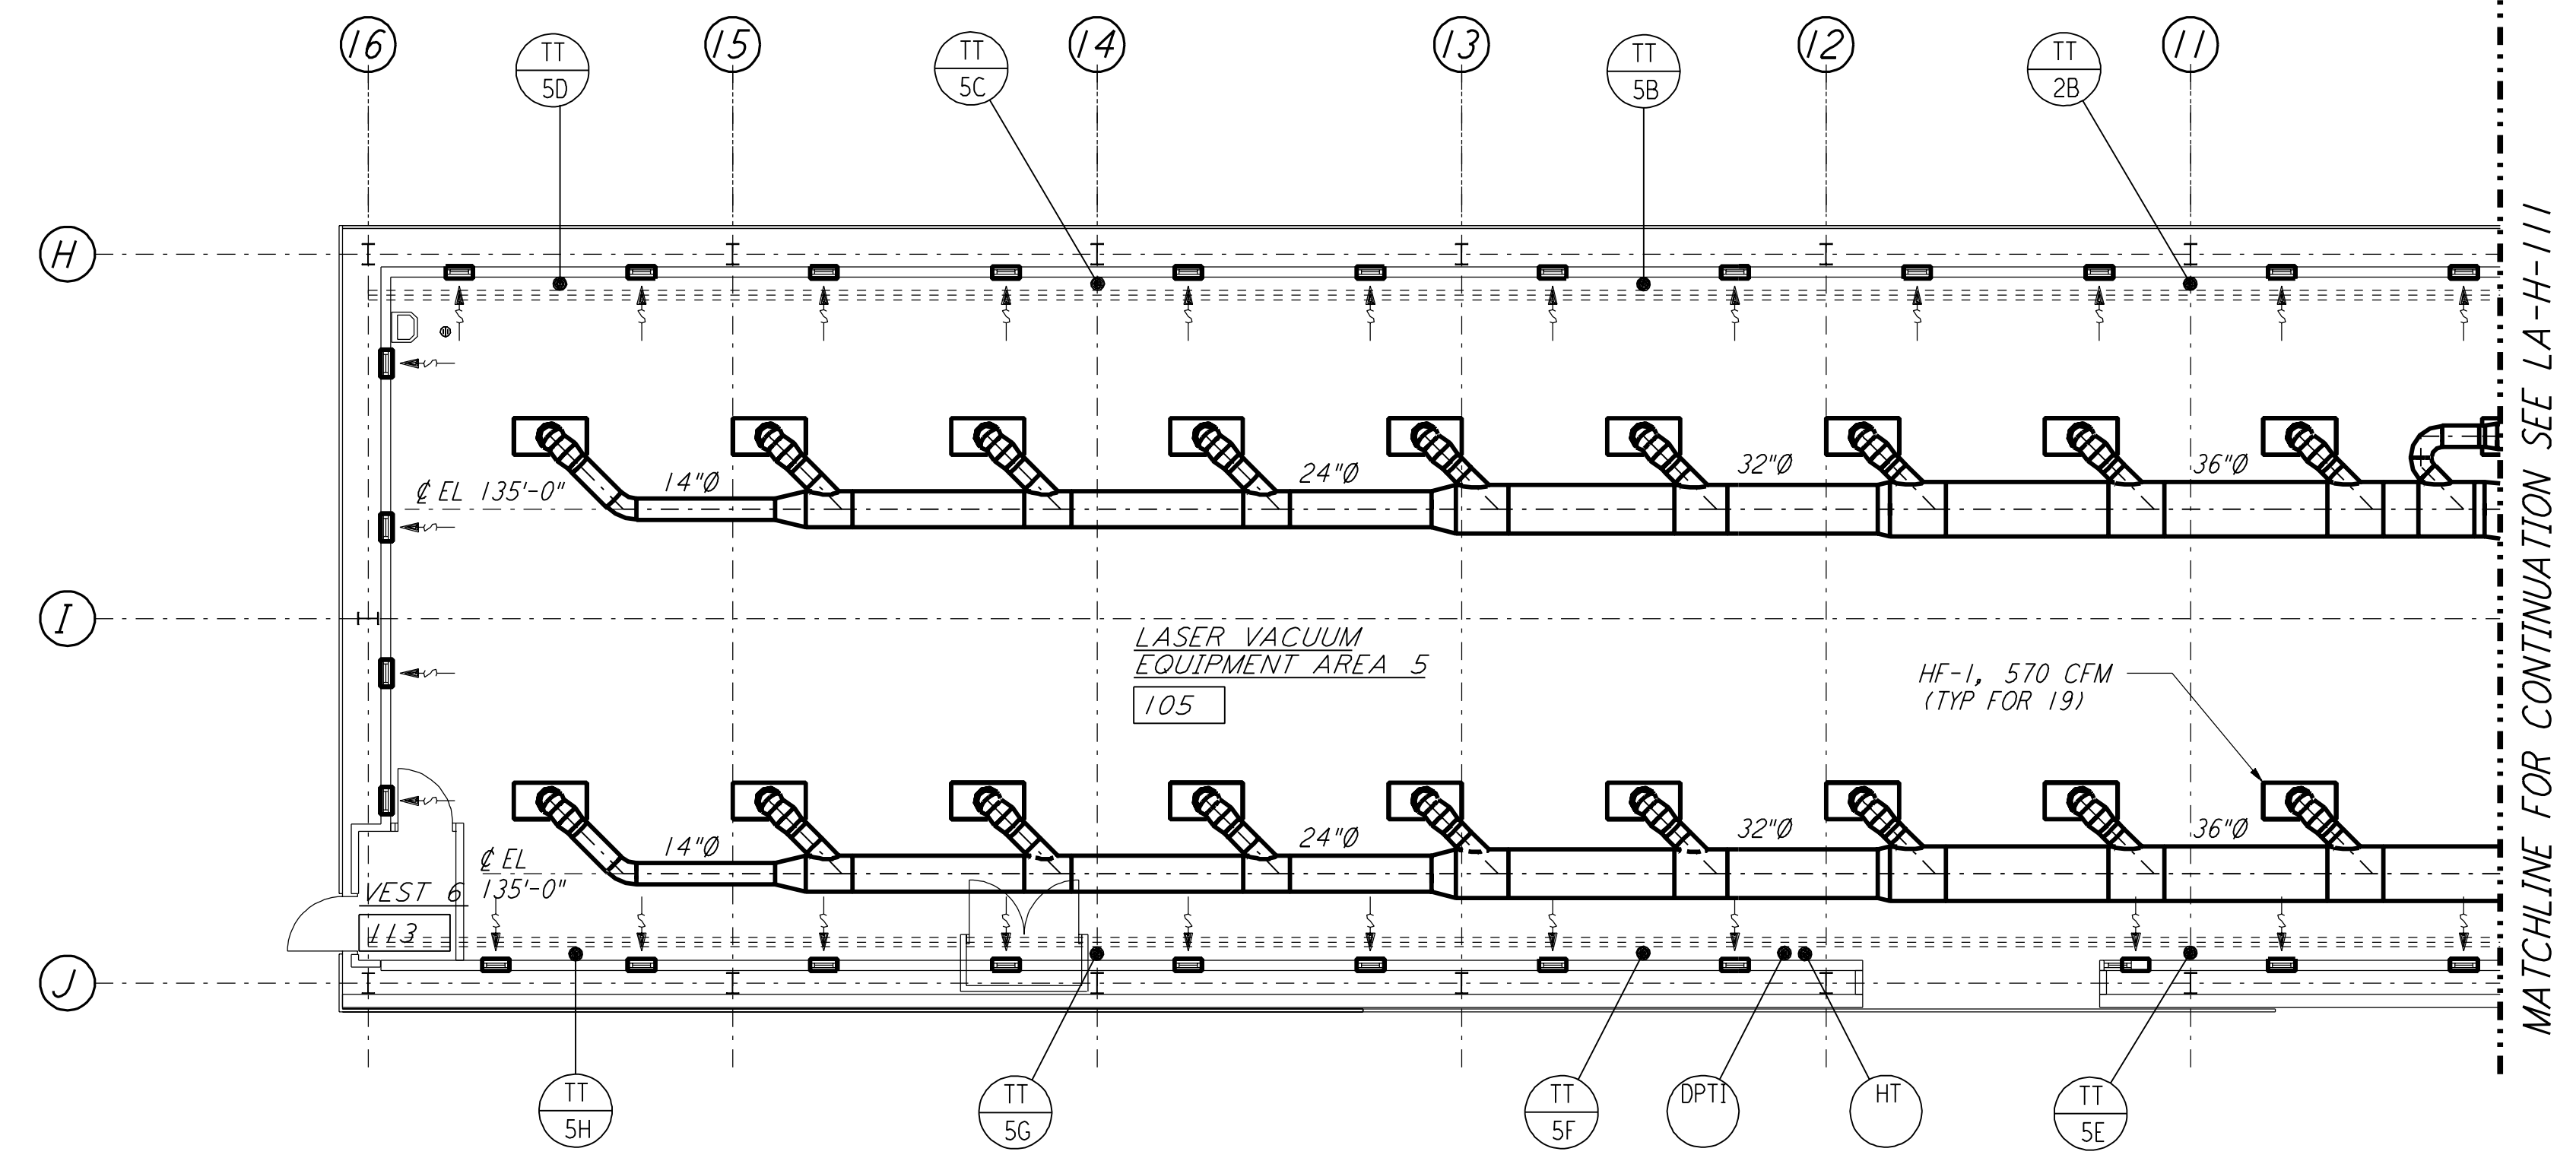 16
15
14
13
12
11
TT
5D
TT
5C
TT
5B
TT
2B
H
14"Ø
24"Ø
32"Ø
36"Ø
℄ EL 135'-0"
I
LASER VACUUM
EQUIPMENT AREA 5
105
HF-1, 570 CFM
(TYP FOR 19)
14"Ø
24"Ø
32"Ø
36"Ø
℄ EL
135'-0"
VEST 6
113
J
TT
5H
TT
5G
TT
5F
DPTI
HT
TT
5E
MATCHLINE FOR CONTINUATION SEE LA-H-111